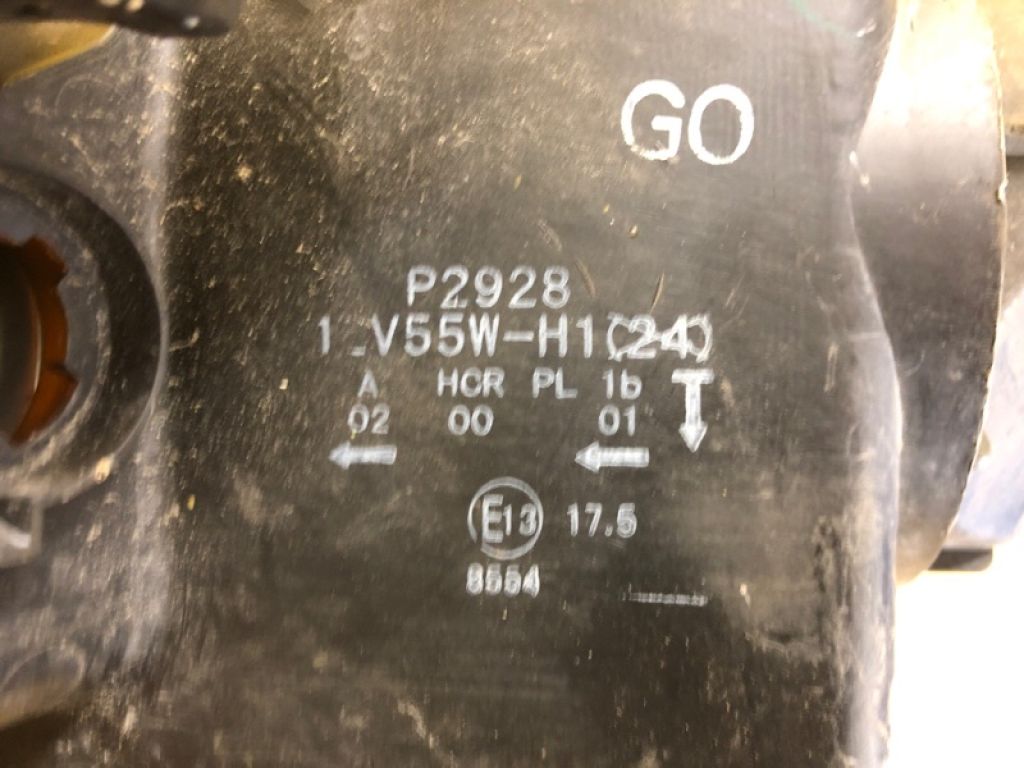 GO
P2928
12V55W-H1(24)
A HCR PL 1b
02 00 01
E13 17.5
8554